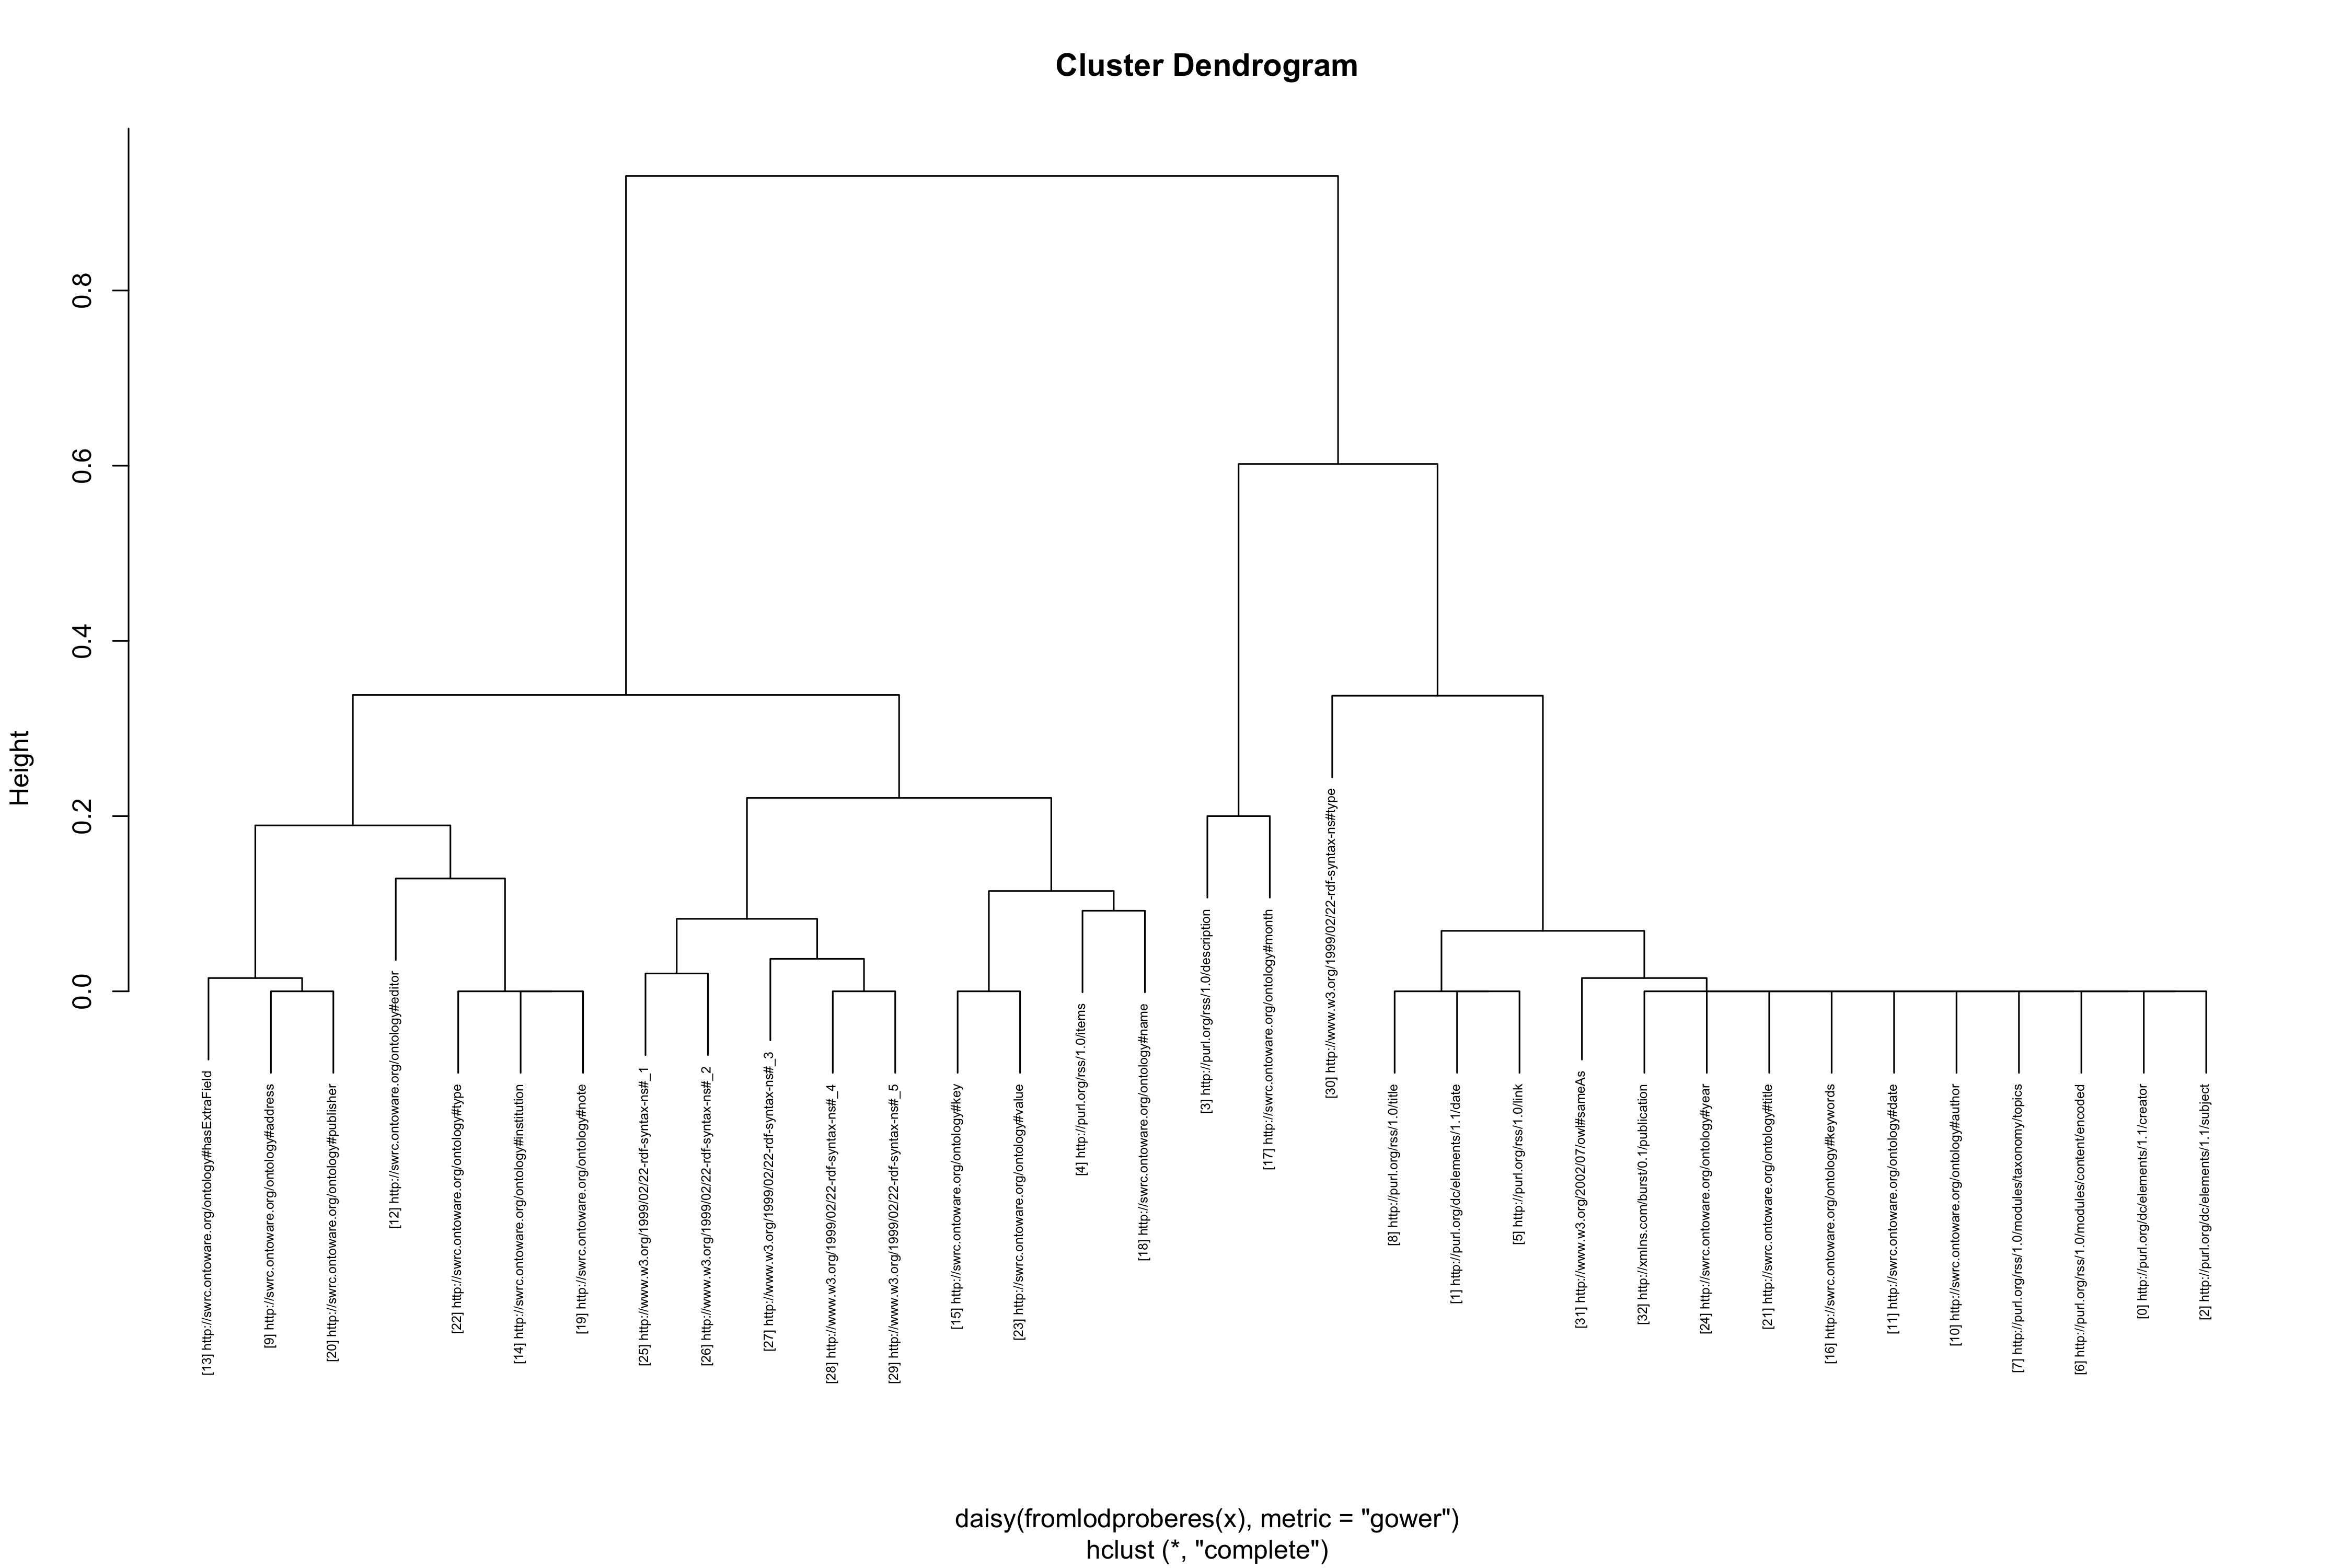 Cluster Dendrogram
Height
0.0
0.2
0.4
0.6
0.8
[13] http://swrc.ontoware.org/ontology#hasExtraField
[9] http://swrc.ontoware.org/ontology#address
[20] http://swrc.ontoware.org/ontology#publisher
[12] http://swrc.ontoware.org/ontology#editor
[22] http://swrc.ontoware.org/ontology#type
[14] http://swrc.ontoware.org/ontology#institution
[19] http://swrc.ontoware.org/ontology#note
[25] http://www.w3.org/1999/02/22-rdf-syntax-ns#_1
[26] http://www.w3.org/1999/02/22-rdf-syntax-ns#_2
[27] http://www.w3.org/1999/02/22-rdf-syntax-ns#_3
[28] http://www.w3.org/1999/02/22-rdf-syntax-ns#_4
[29] http://www.w3.org/1999/02/22-rdf-syntax-ns#_5
[15] http://swrc.ontoware.org/ontology#key
[23] http://swrc.ontoware.org/ontology#value
[4] http://purl.org/rss/1.0/items
[18] http://swrc.ontoware.org/ontology#name
[3] http://purl.org/rss/1.0/description
[17] http://swrc.ontoware.org/ontology#month
[30] http://www.w3.org/1999/02/22-rdf-syntax-ns#type
[8] http://purl.org/rss/1.0/title
[1] http://purl.org/dc/elements/1.1/date
[5] http://purl.org/rss/1.0/link
[31] http://www.w3.org/2002/07/owl#sameAs
[32] http://xmlns.com/burst/0.1/publication
[24] http://swrc.ontoware.org/ontology#year
[21] http://swrc.ontoware.org/ontology#title
[16] http://swrc.ontoware.org/ontology#keywords
[11] http://swrc.ontoware.org/ontology#date
[10] http://swrc.ontoware.org/ontology#author
[7] http://purl.org/rss/1.0/modules/taxonomy/topics
[6] http://purl.org/rss/1.0/modules/content/encoded
[0] http://purl.org/dc/elements/1.1/creator
[2] http://purl.org/dc/elements/1.1/subject
daisy(fromlodproberes(x), metric = "gower")
hclust (*, "complete")